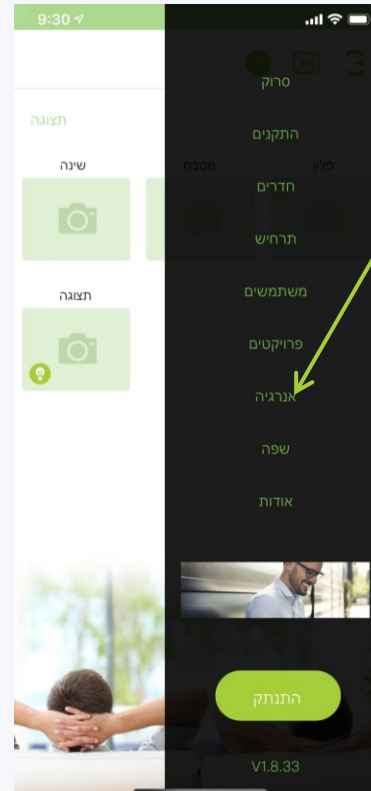 9:30
סרוק
תצוגה
התקנים
סלון
מטבח
שינה
חדרים
תרחיש
משתמשים
תצוגה
פרויקטים
אנרגיה
שפה
אודות
התנתק
V1.8.33